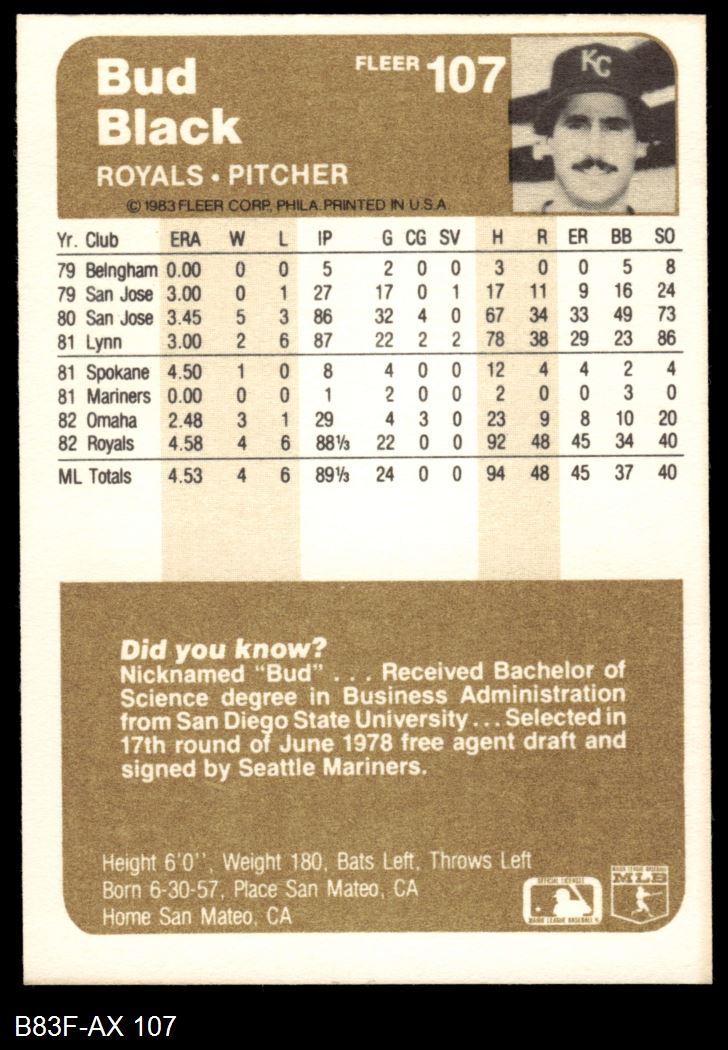 Bud
Black
FLEER 107
KC
ROYALS • PITCHER
© 1983 FLEER CORP. PHILA. PRINTED IN U.S.A.
Yr. Club ERA W L IP G CG SV H R ER BB SO
79 Belngham 0.00 0 0 5 2 0 0 3 0 0 5 8
79 San Jose 3.00 0 1 27 17 0 1 17 11 9 16 24
80 San Jose 3.45 5 3 86 32 4 0 67 34 33 49 73
81 Lynn 3.00 2 6 87 22 2 2 78 38 29 23 86
81 Spokane 4.50 1 0 8 4 0 0 12 4 4 2 4
81 Mariners 0.00 0 0 1 2 0 0 2 0 0 3 0
82 Omaha 2.48 3 1 29 4 3 0 23 9 8 10 20
82 Royals 4.58 4 6 88⅓ 22 0 0 92 48 45 34 40
ML Totals 4.53 4 6 89⅓ 24 0 0 94 48 45 37 40
Did you know?
Nicknamed “Bud” . . . Received Bachelor of
Science degree in Business Administration
from San Diego State University . . . Selected in
17th round of June 1978 free agent draft and
signed by Seattle Mariners.
Height 6'0'', Weight 180, Bats Left, Throws Left
Born 6-30-57, Place San Mateo, CA
Home San Mateo, CA
OFFICIAL LICENSEE
MAJOR LEAGUE BASEBALL
MAJOR LEAGUE BASEBALL
MLB
B83F-AX 107